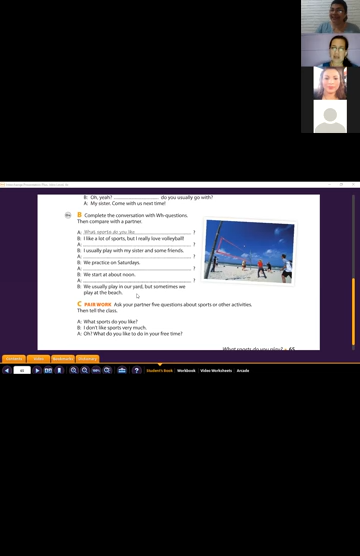 B: Oh, yeah? do you usually go with?
A: My sister. Come with us next time!
B Complete the conversation with Wh-questions.
Then compare with a partner.
A: What sports do you like ?
B: I like a lot of sports, but I really love volleyball!
A: ?
B: I usually play with my sister and some friends.
A: ?
B: We practice on Saturdays.
A: ?
B: We start at about noon.
A: ?
B: We usually play in our yard, but sometimes we
play at the beach.
C PAIR WORK Ask your partner five questions about sports or other activities.
Then tell the class.
A: What sports do you like?
B: I don't like sports very much.
A: Oh? What do you like to do in your free time?
What sports do you play? 65
Contents Index Bookmarks Dictionary
65 100% ? Student's Book Workbook Video Worksheets Arcade